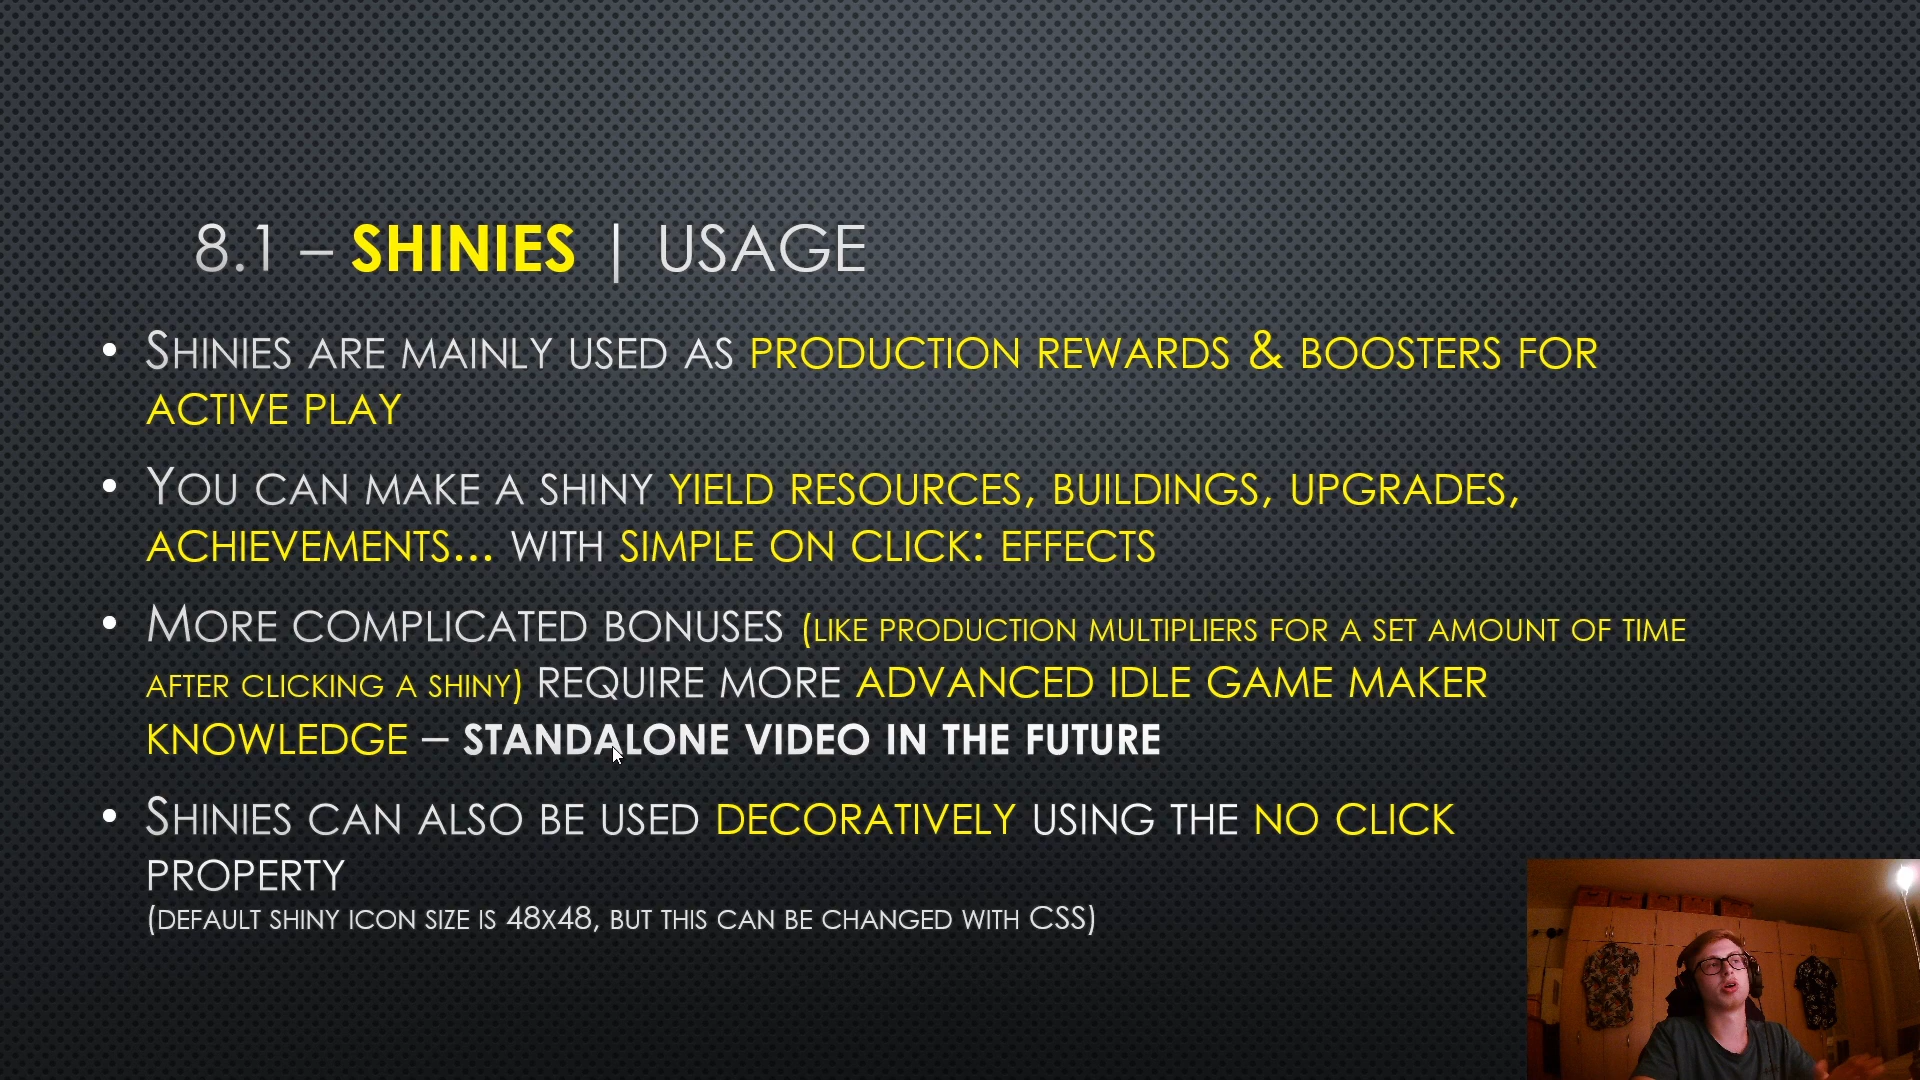 8.1 – SHINIES | USAGE
• SHINIES ARE MAINLY USED AS PRODUCTION REWARDS & BOOSTERS FOR
ACTIVE PLAY
• YOU CAN MAKE A SHINY YIELD RESOURCES, BUILDINGS, UPGRADES,
ACHIEVEMENTS... WITH SIMPLE ON CLICK: EFFECTS
• MORE COMPLICATED BONUSES (LIKE PRODUCTION MULTIPLIERS FOR A SET AMOUNT OF TIME
AFTER CLICKING A SHINY) REQUIRE MORE ADVANCED IDLE GAME MAKER
KNOWLEDGE – STANDALONE VIDEO IN THE FUTURE
• SHINIES CAN ALSO BE USED DECORATIVELY USING THE NO CLICK
PROPERTY
(DEFAULT SHINY ICON SIZE IS 48X48, BUT THIS CAN BE CHANGED WITH CSS)